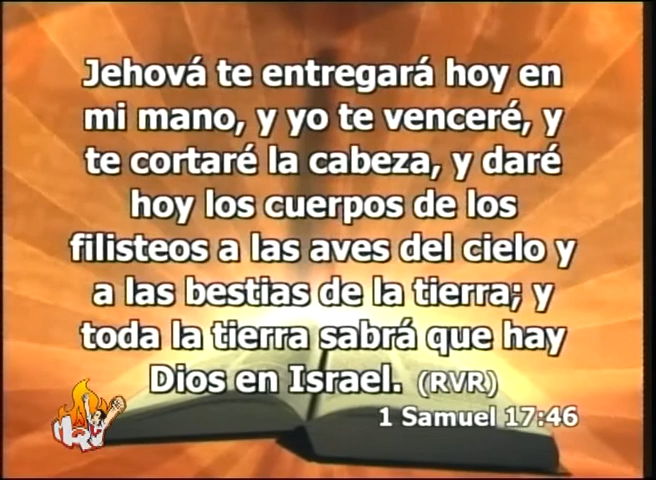 Jehová te entregará hoy en
mi mano, y yo te venceré, y
te cortaré la cabeza, y daré
hoy los cuerpos de los
filisteos a las aves del cielo y
a las bestias de la tierra; y
toda la tierra sabrá que hay
Dios en Israel. (RVR)
1 Samuel 17:46